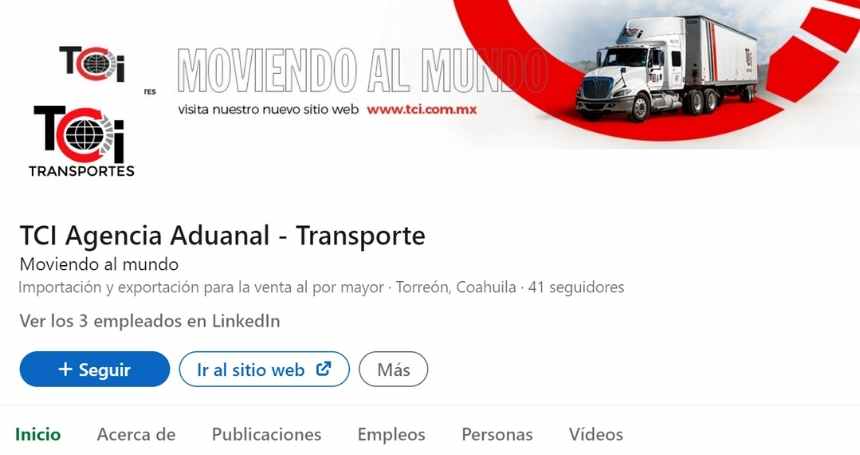 TCi
TES
MOVIENDO AL MUNDO
visita nuestro nuevo sitio web www.tci.com.mx
TCi
TRANSPORTES
TCI Agencia Aduanal - Transporte
Moviendo al mundo
Importación y exportación para la venta al por mayor · Torreón, Coahuila · 41 seguidores
Ver los 3 empleados en LinkedIn
+ Seguir
Ir al sitio web
Más
Inicio Acerca de Publicaciones Empleos Personas Vídeos